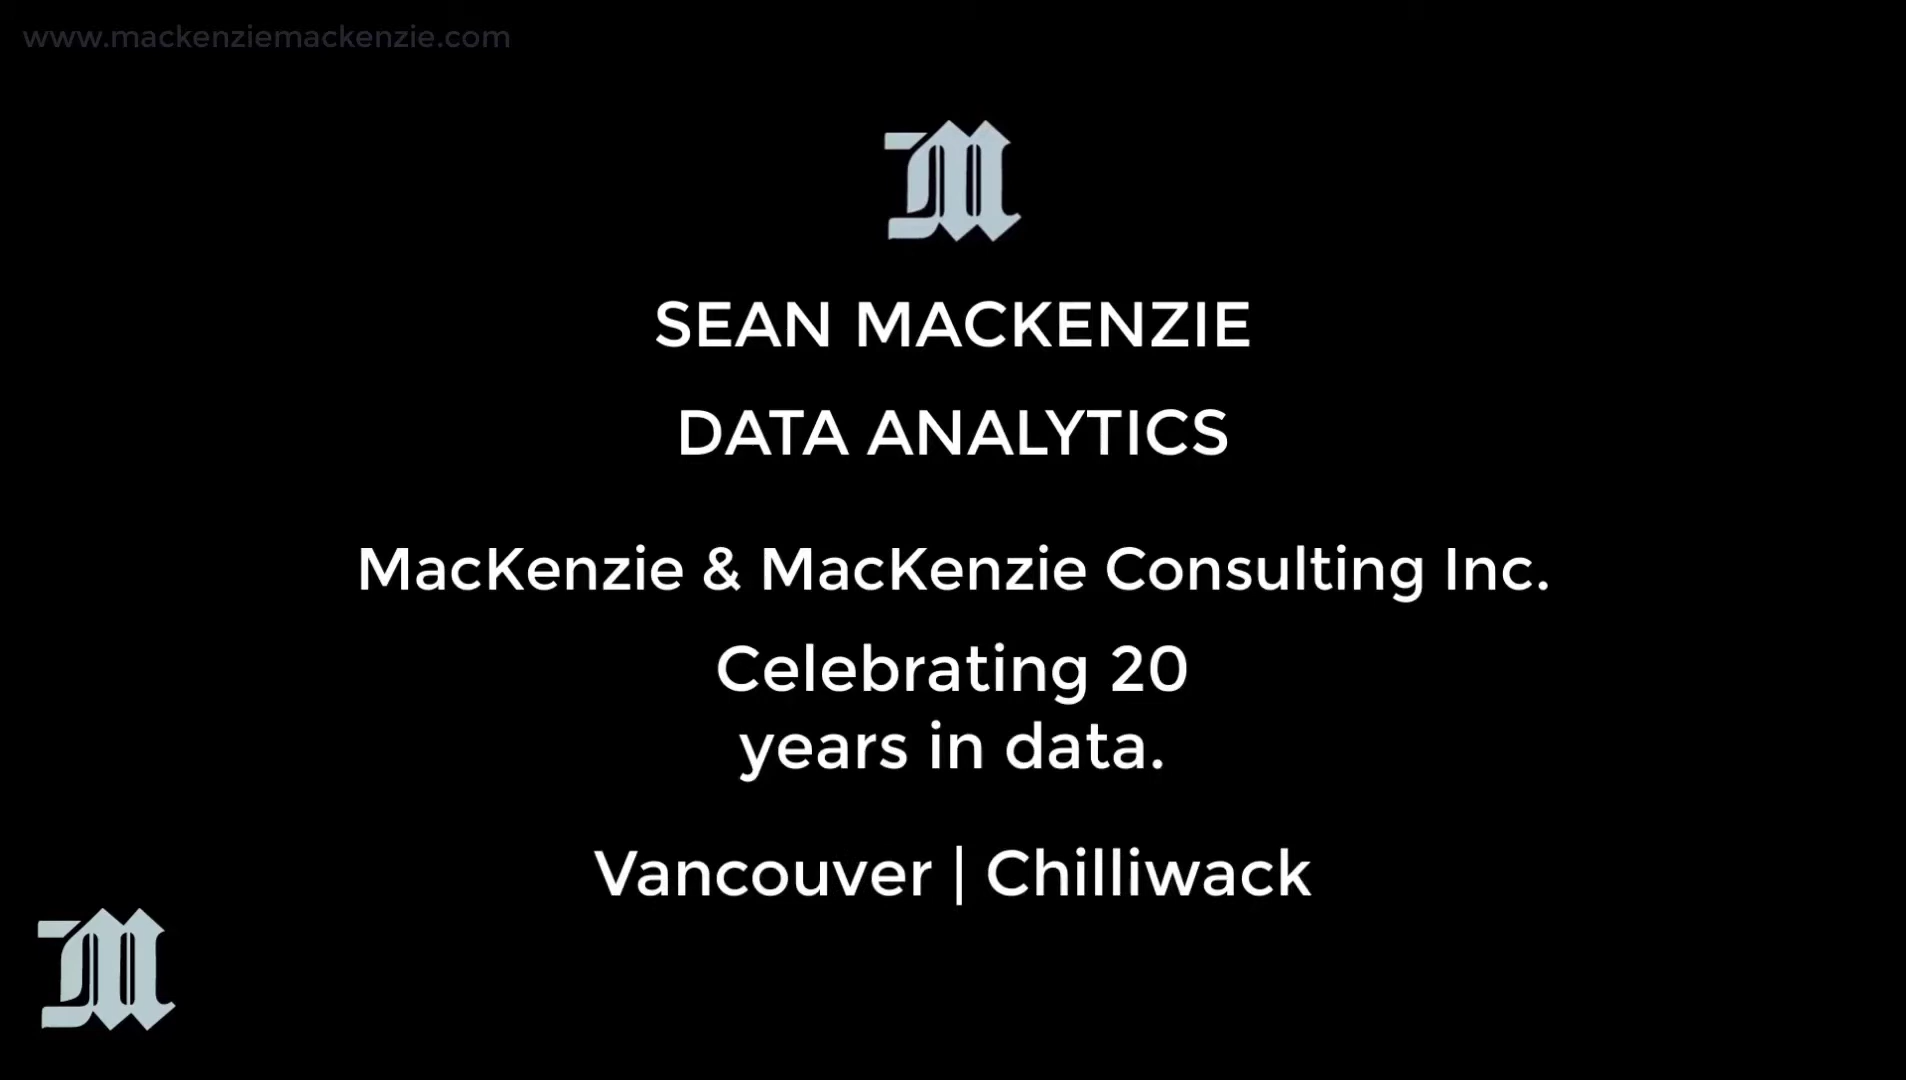 www.mackenziemackenzie.com
M
SEAN MACKENZIE
DATA ANALYTICS
MacKenzie & MacKenzie Consulting Inc.
Celebrating 20
years in data.
Vancouver | Chilliwack
M